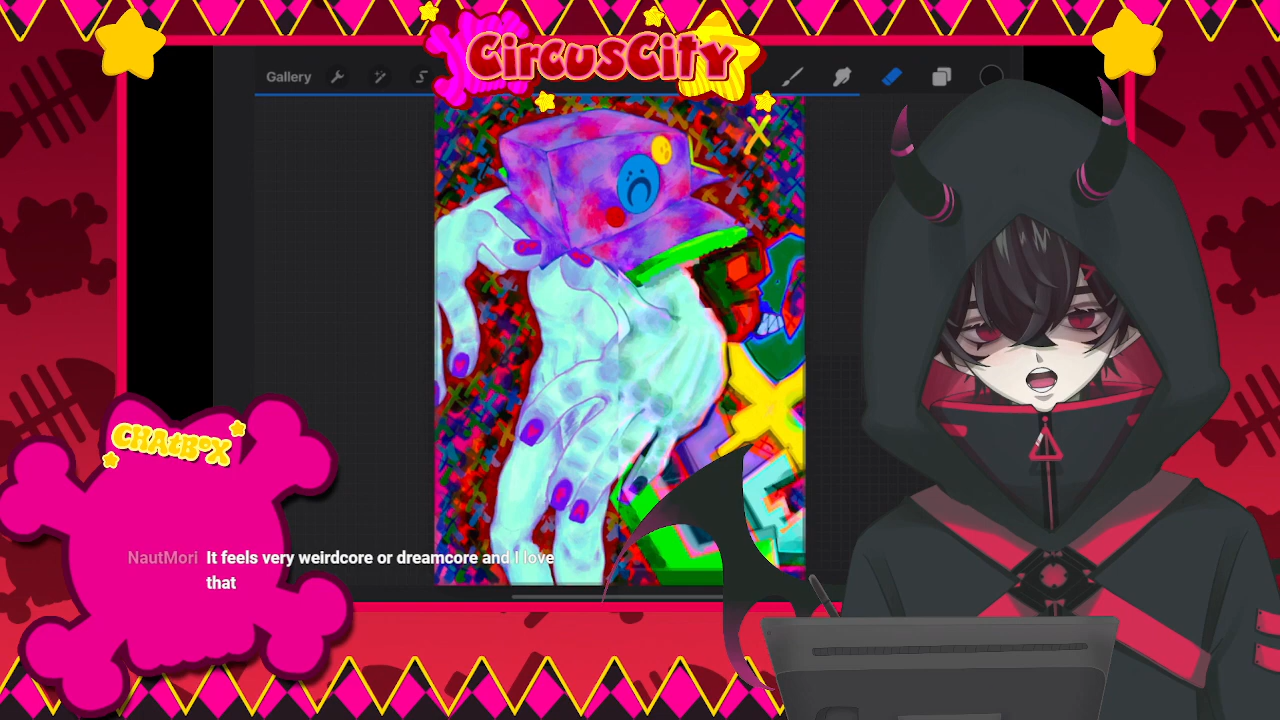 CircusCity
Gallery
CHAtBOX
NautMori It feels very weirdcore or dreamcore and I love
that